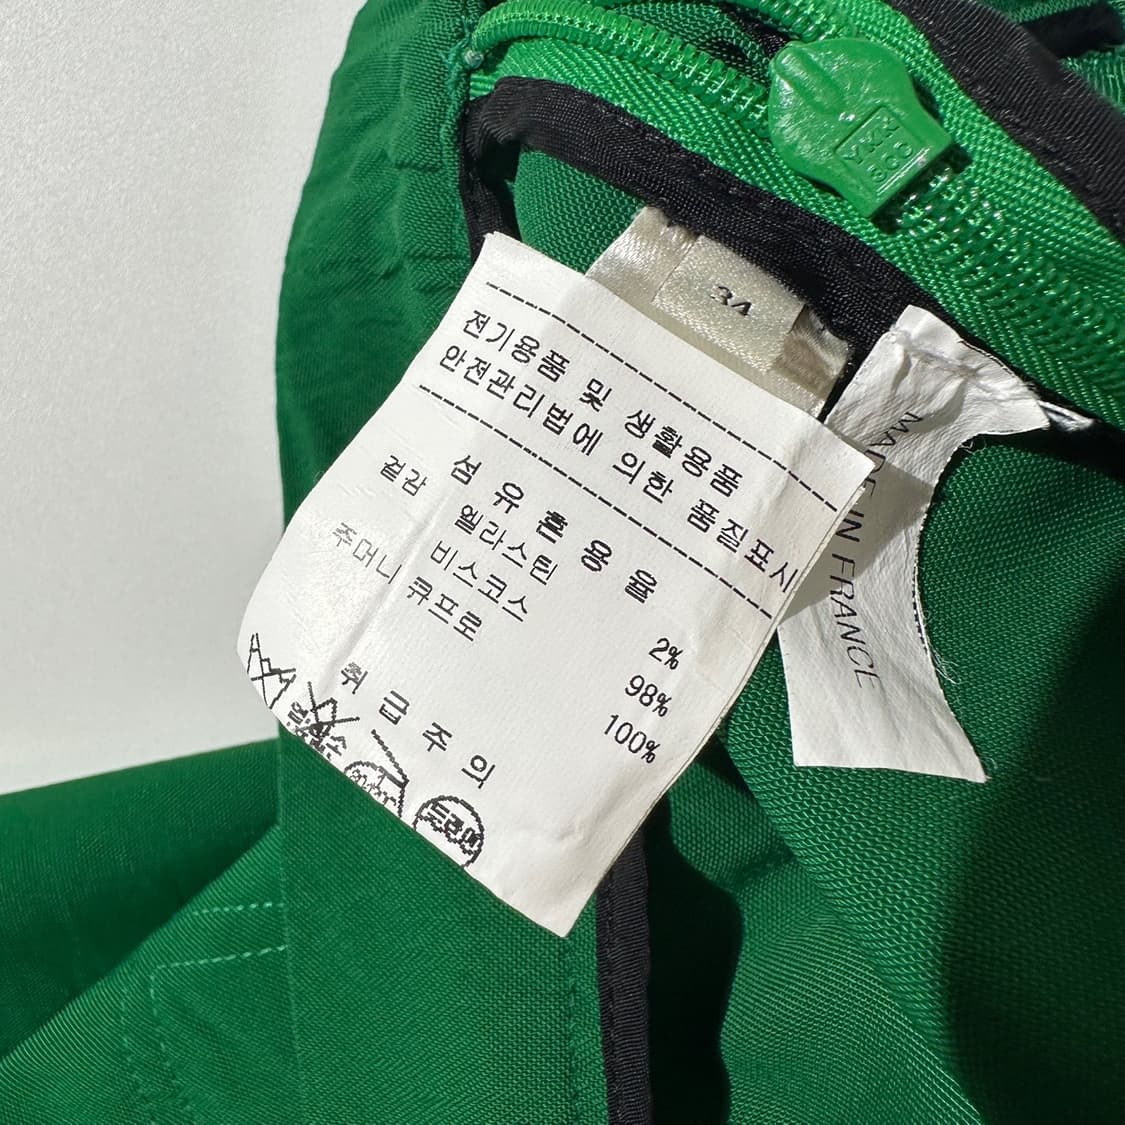 YKK
500
34
전기용품 및 생활용품
안전관리법에 의한 품질표시
섬 유 혼 용 율
겉감 엘라스틴 2%
비스코스 98%
주머니 큐프로 100%
취 급 주 의
드라이
MADE IN FRANCE